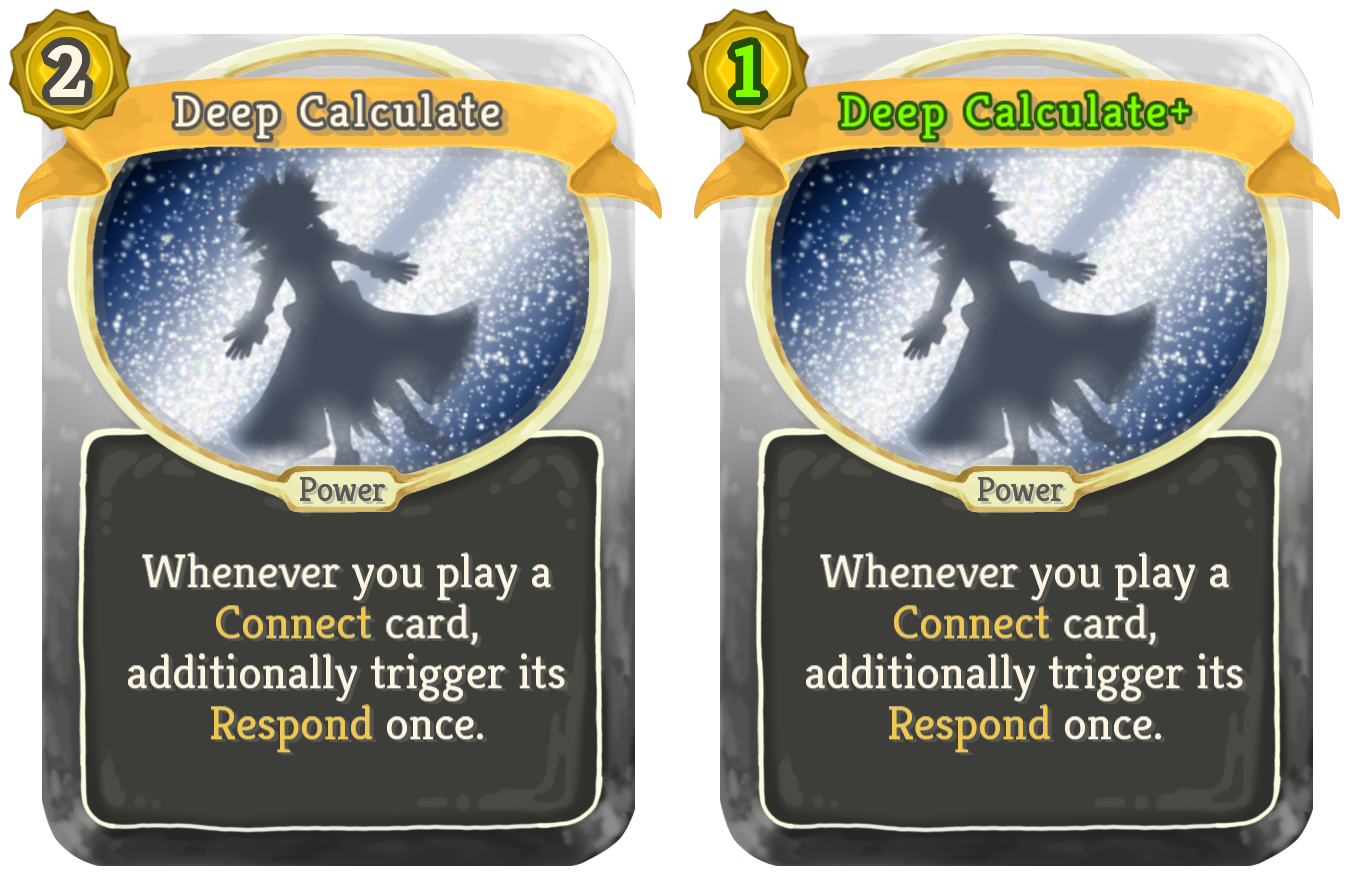 2
Deep Calculate
Power
Whenever you play a
Connect card,
additionally trigger its
Respond once.
1
Deep Calculate+
Power
Whenever you play a
Connect card,
additionally trigger its
Respond once.